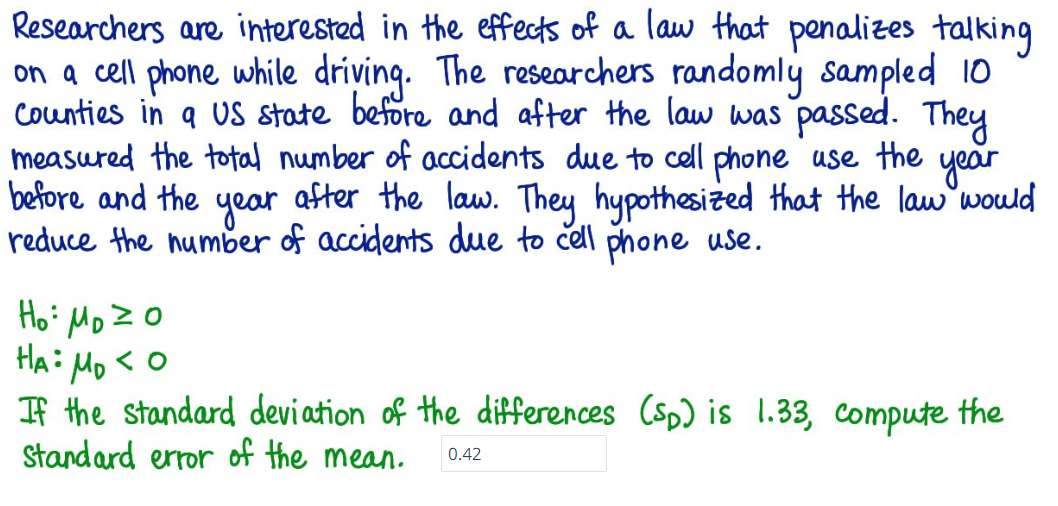 Researchers are interested in the effects of a law that penalizes talking
on a cell phone while driving. The researchers randomly sampled 10
Counties in a US state before and after the law was passed. They
measured the total number of accidents due to cell phone use the year
before and the year after the law. They hypothesized that the law would
reduce the number of accidents due to cell phone use.
H₀: μ_D ≥ 0
H_A: μ_D < 0
If the standard deviation of the differences (S_D) is 1.33, compute the
standard error of the mean. 0.42